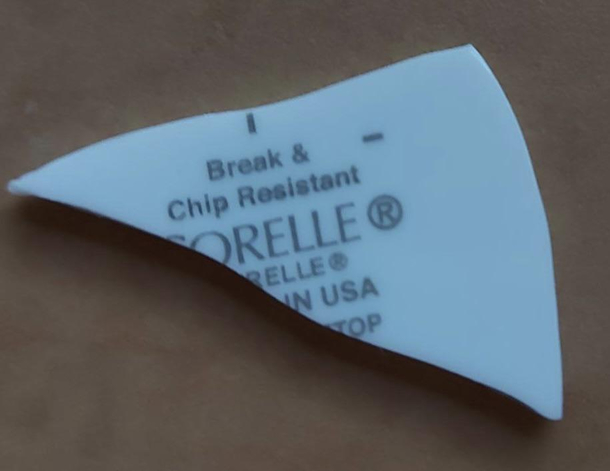 Break &
Chip Resistant
ORELLE®
RELLE®
IN USA
TOP